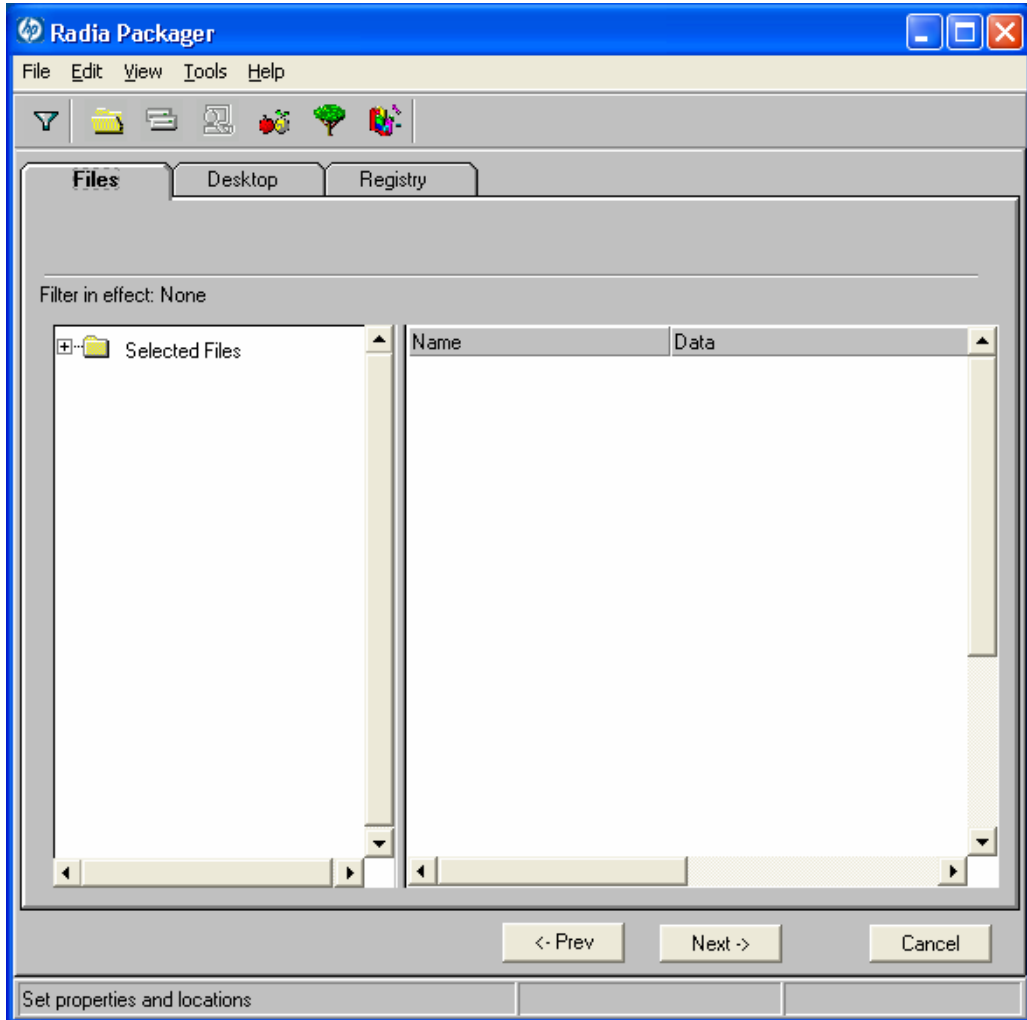 hp Radia Packager
File Edit View Tools Help
Files Desktop Registry
Filter in effect: None
Selected Files
Name Data
<- Prev Next -> Cancel
Set properties and locations